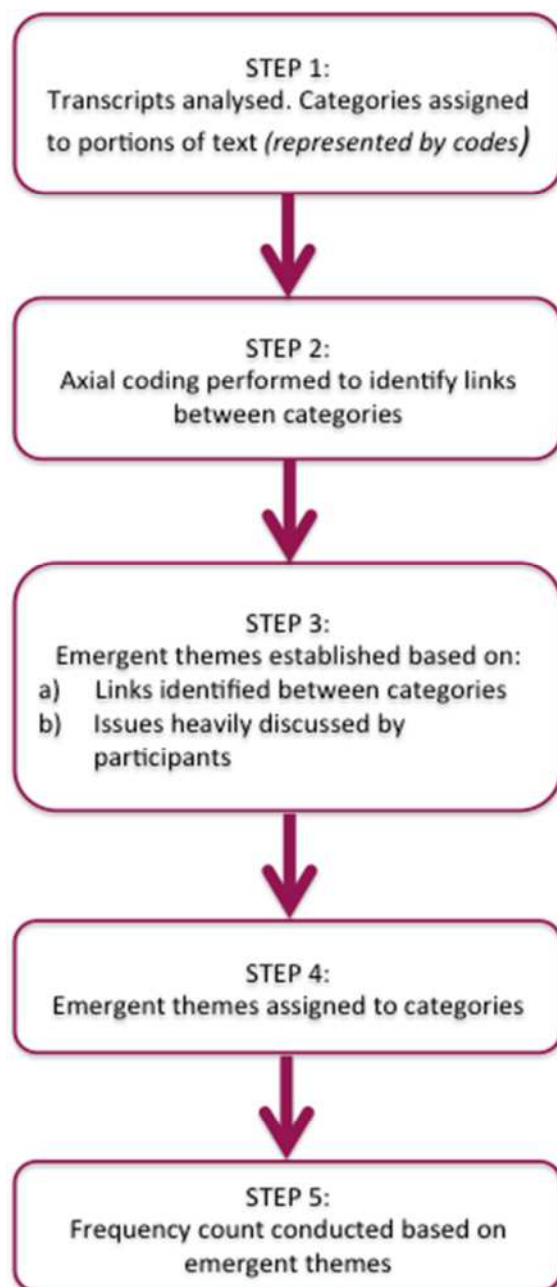 STEP 1:
Transcripts analysed. Categories assigned
to portions of text (represented by codes)
STEP 2:
Axial coding performed to identify links
between categories
STEP 3:
Emergent themes established based on:
a) Links identified between categories
b) Issues heavily discussed by
participants
STEP 4:
Emergent themes assigned to categories
STEP 5:
Frequency count conducted based on
emergent themes